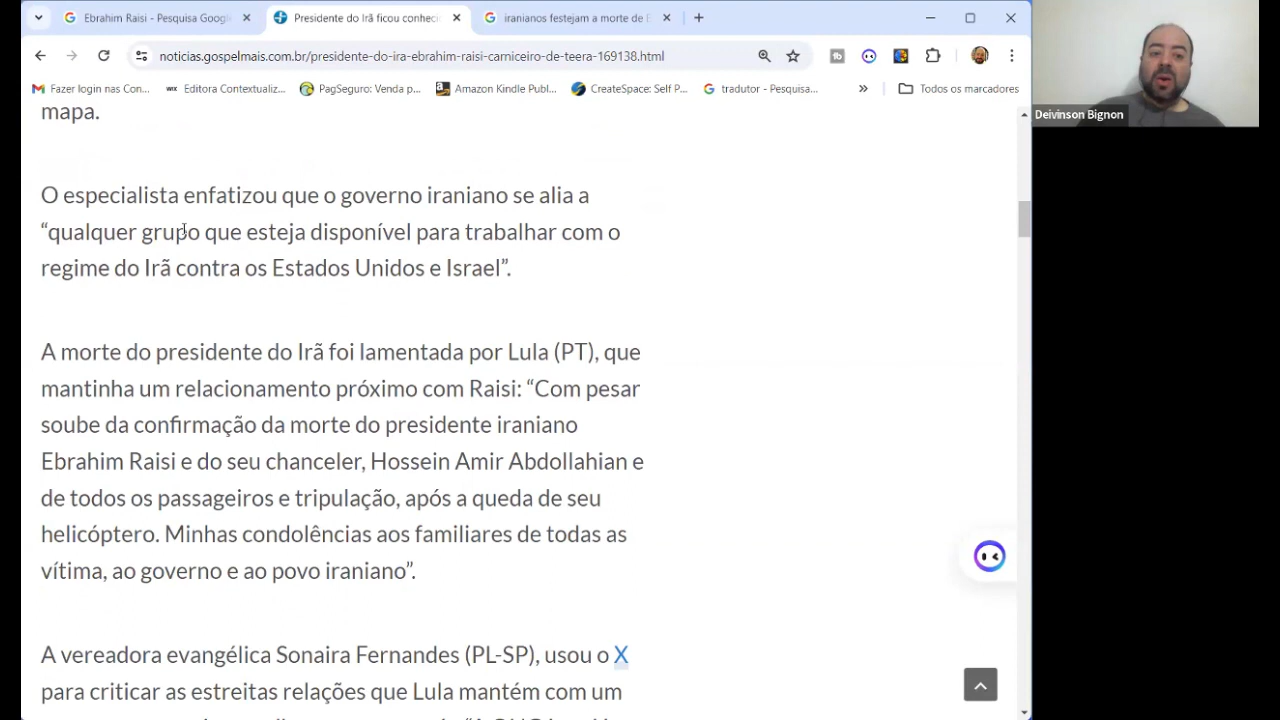 Ebrahim Raisi - Pesquisa Googl
Presidente do Irã ficou conheci
iranianos festejam a morte de E
noticias.gospelmais.com.br/presidente-do-ira-ebrahim-raisi-carniceiro-de-teera-169138.html
Fazer login nas Con...
WIX Editora Contextualiz...
PagSeguro: Venda p...
Amazon Kindle Publ...
CreateSpace: Self P...
tradutor - Pesquisa...
Todos os marcadores
Deivinson Bignon
mapa.
O especialista enfatizou que o governo iraniano se alia a
“qualquer grupo que esteja disponível para trabalhar com o
regime do Irã contra os Estados Unidos e Israel”.
A morte do presidente do Irã foi lamentada por Lula (PT), que
mantinha um relacionamento próximo com Raisi: “Com pesar
soube da confirmação da morte do presidente iraniano
Ebrahim Raisi e do seu chanceler, Hossein Amir Abdollahian e
de todos os passageiros e tripulação, após a queda de seu
helicóptero. Minhas condolências aos familiares de todas as
vítima, ao governo e ao povo iraniano”.
A vereadora evangélica Sonaira Fernandes (PL-SP), usou o X
para criticar as estreitas relações que Lula mantém com um